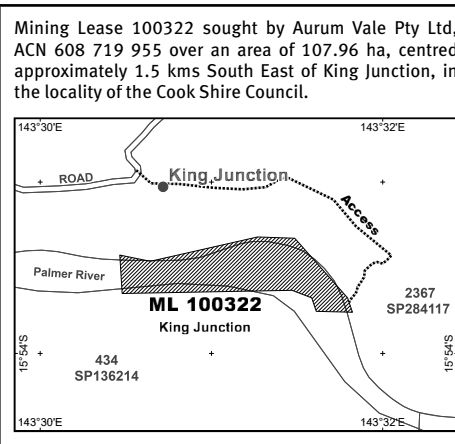 Mining Lease 100322 sought by Aurum Vale Pty Ltd,
ACN 608 719 955 over an area of 107.96 ha, centred
approximately 1.5 kms South East of King Junction, in
the locality of the Cook Shire Council.
143°30'E
143°32'E
ROAD
King Junction
Access
Palmer River
ML 100322
King Junction
2367
SP284117
15°54'S
434
SP136214
15°54'S
143°30'E
143°32'E